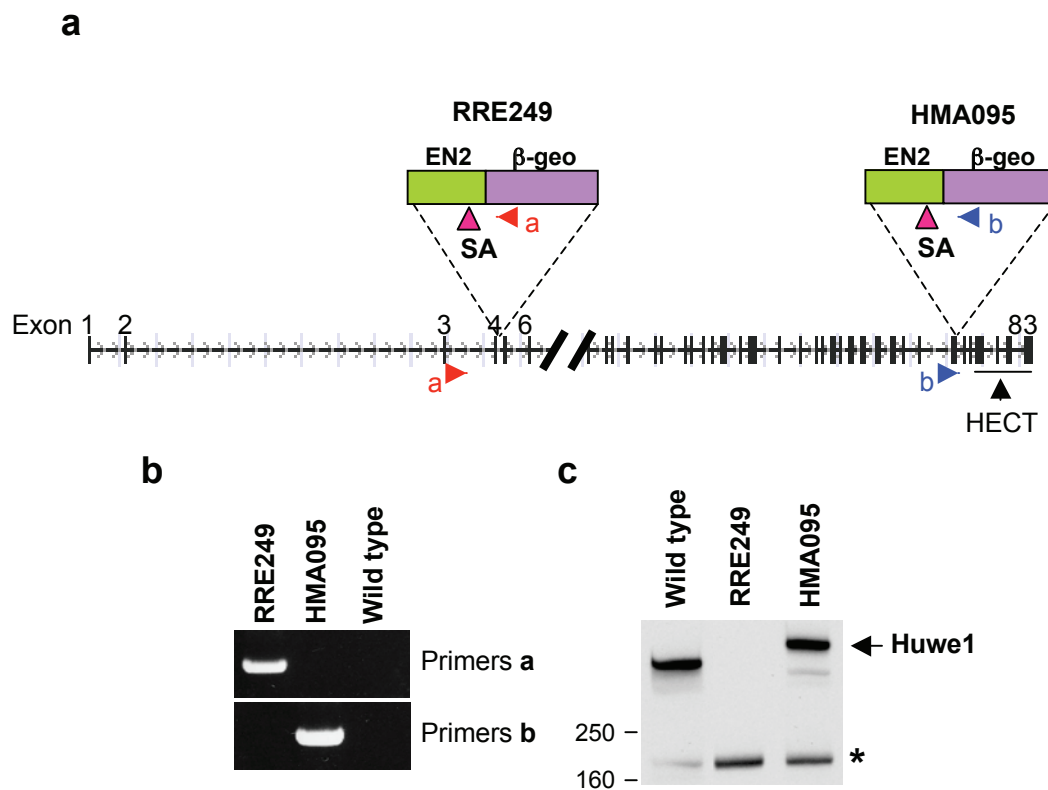 a
RRE249
HMA095
EN2 β-geo
EN2 β-geo
a
b
SA
SA
Exon 1 2 3 4 6 83
a
b
HECT
b
c
RRE249
HMA095
Wild type
Primers a
Primers b
Wild type
RRE249
HMA095
Huwe1
250
160
*